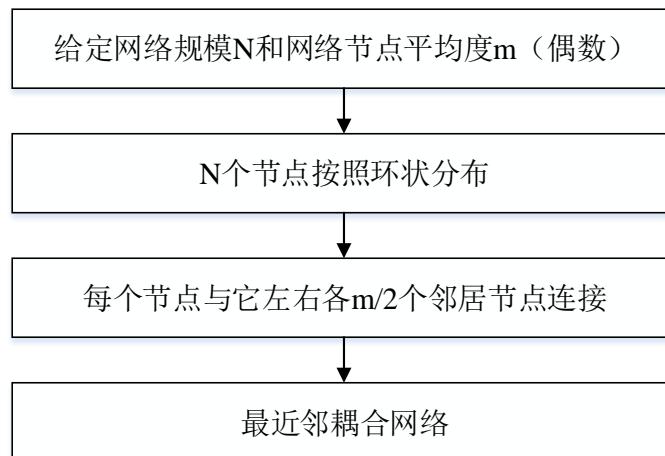 给定网络规模N和网络节点平均度m（偶数）
N个节点按照环状分布
每个节点与它左右各m/2个邻居节点连接
最近邻耦合网络